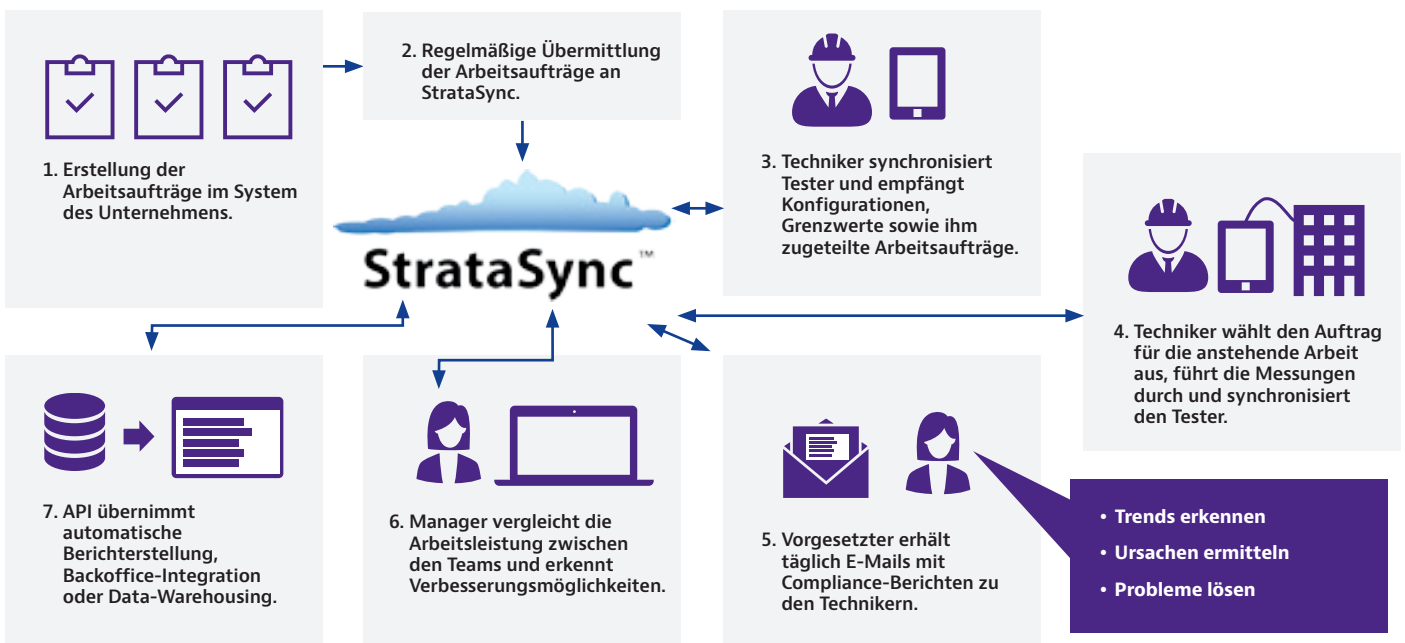 1. Erstellung der
Arbeitsaufträge im System
des Unternehmens.
2. Regelmäßige Übermittlung
der Arbeitsaufträge an
StrataSync.
StrataSync™
3. Techniker synchronisiert
Tester und empfängt
Konfigurationen,
Grenzwerte sowie ihm
zugeteilte Arbeitsaufträge.
4. Techniker wählt den Auftrag
für die anstehende Arbeit
aus, führt die Messungen
durch und synchronisiert
den Tester.
5. Vorgesetzter erhält
täglich E-Mails mit
Compliance-Berichten zu
den Technikern.
• Trends erkennen
• Ursachen ermitteln
• Probleme lösen
6. Manager vergleicht die
Arbeitsleistung zwischen
den Teams und erkennt
Verbesserungsmöglichkeiten.
7. API übernimmt
automatische
Berichterstellung,
Backoffice-Integration
oder Data-Warehousing.